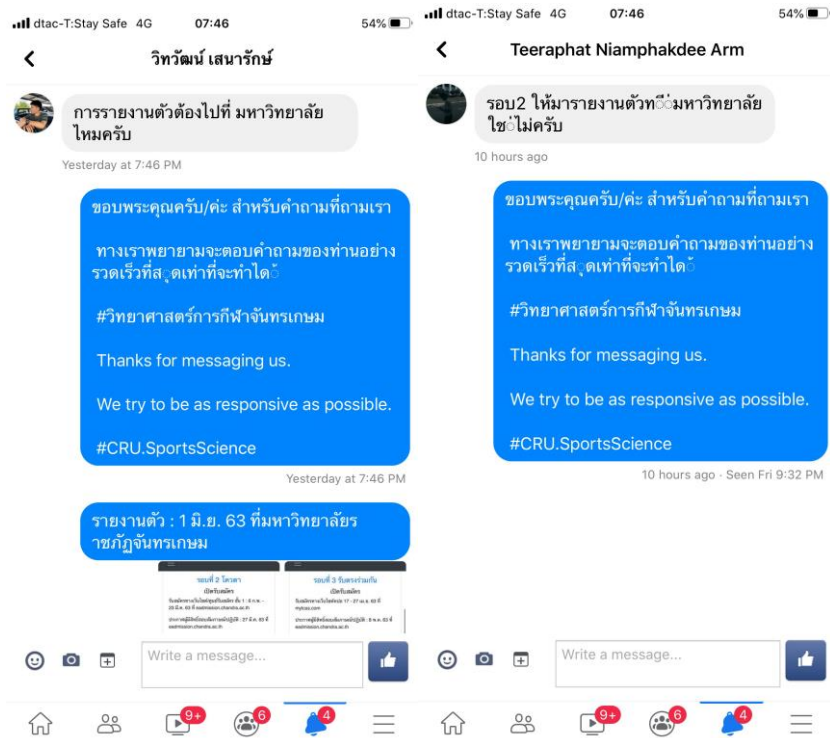 dtac-T:Stay Safe 4G 07:46 54%
วิทวัฒน์ เสนารักษ์
การรายงานตัวต้องไปที่ มหาวิทยาลัย
ไหมครับ
Yesterday at 7:46 PM
ขอบพระคุณครับ/ค่ะ สำหรับคำถามที่ถามเรา
ทางเราพยายามจะตอบคำถามของท่านอย่าง
รวดเร็วที่สุดเท่าที่จะทำได้
#วิทยาศาสตร์การกีฬาจันทรเกษม
Thanks for messaging us.
We try to be as responsive as possible.
#CRU.SportsScience
Yesterday at 7:46 PM
รายงานตัว : 1 มิ.ย. 63 ที่มหาวิทยาลัยร
าชภัฏจันทรเกษม
รอบที่ 2 โควตา
เปิดรับสมัคร
รอบที่ 3 รับตรงร่วมกัน
เปิดรับสมัคร
mytcas.com
Write a message...
9+ 6 4
dtac-T:Stay Safe 4G 07:46 54%
Teeraphat Niamphakdee Arm
รอบ2 ให้มารายงานตัวที่มหาวิทยาลัย
ใช่ไม่ครับ
10 hours ago
ขอบพระคุณครับ/ค่ะ สำหรับคำถามที่ถามเรา
ทางเราพยายามจะตอบคำถามของท่านอย่าง
รวดเร็วที่สุดเท่าที่จะทำได้
#วิทยาศาสตร์การกีฬาจันทรเกษม
Thanks for messaging us.
We try to be as responsive as possible.
#CRU.SportsScience
10 hours ago · Seen Fri 9:32 PM
Write a message...
9+ 6 4